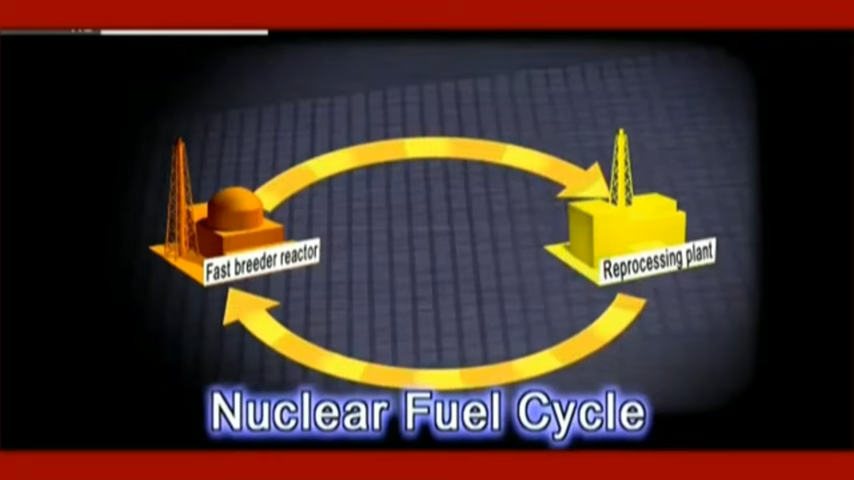 Fast breeder reactor
Reprocessing plant
Nuclear Fuel Cycle